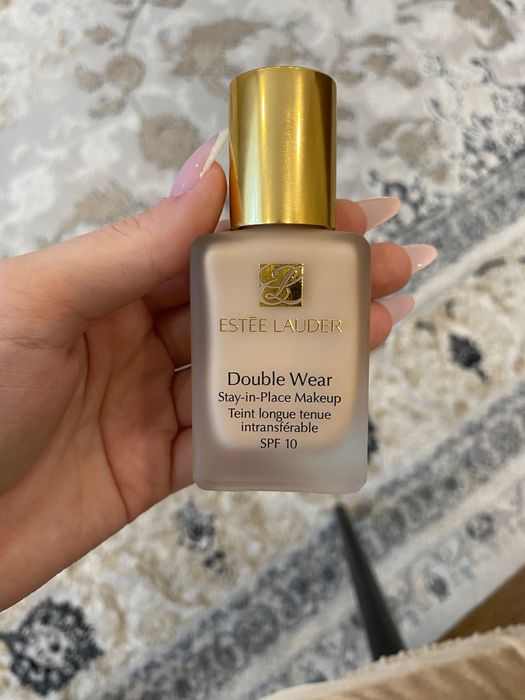 ESTĒE LAUDER
Double Wear
Stay-in-Place Makeup
Teint longue tenue
intransférable
SPF 10